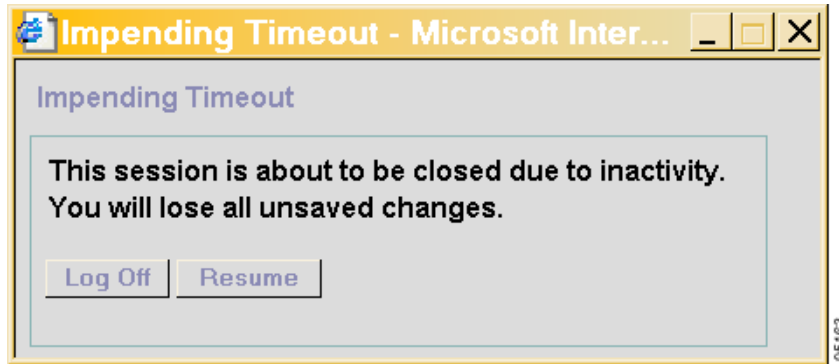 Impending Timeout - Microsoft Inter...
Impending Timeout
This session is about to be closed due to inactivity.
You will lose all unsaved changes.
Log Off Resume